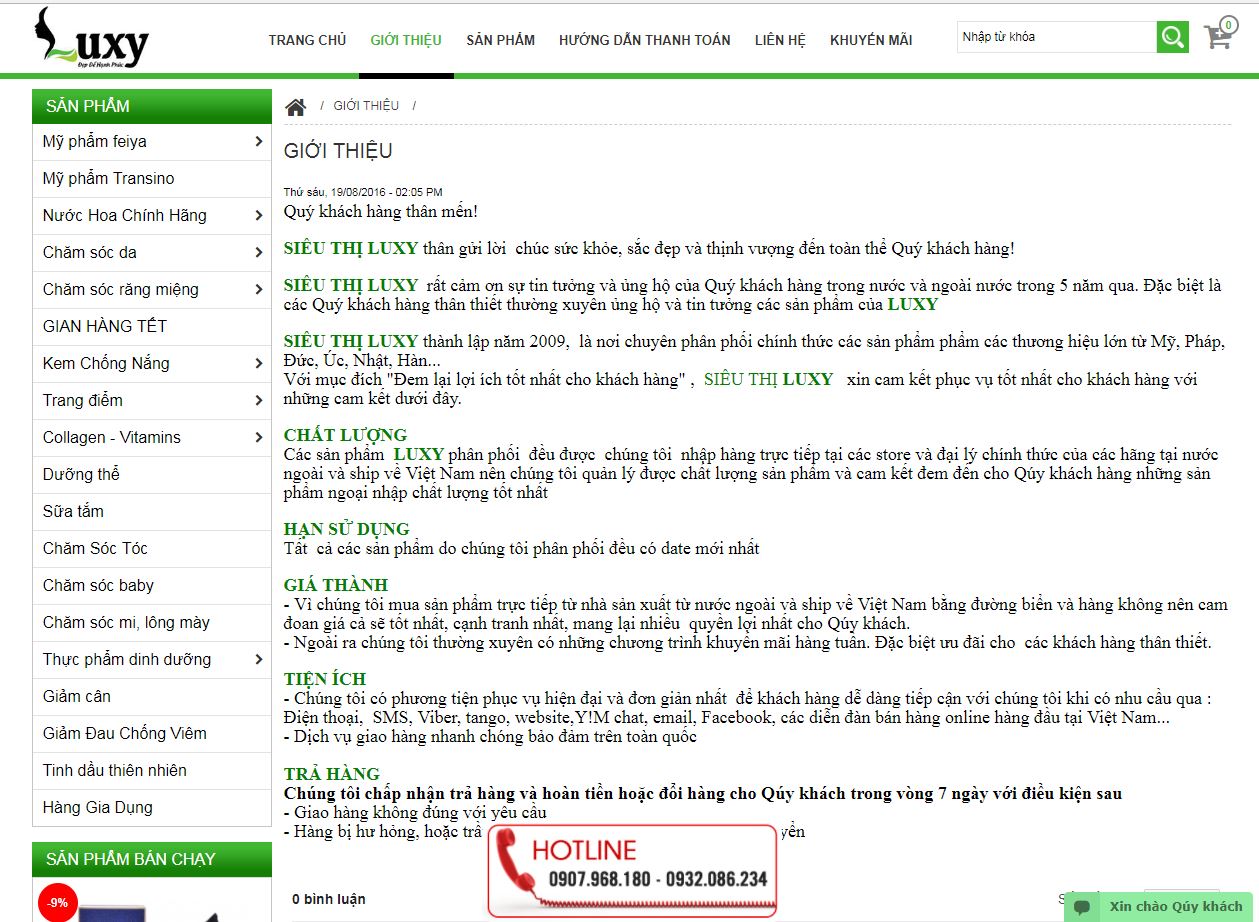 Luxy
Đẹp Để Hạnh Phúc
TRANG CHỦ GIỚI THIỆU SẢN PHẨM HƯỚNG DẪN THANH TOÁN LIÊN HỆ KHUYẾN MÃI
Nhập từ khóa
0
SẢN PHẨM
Mỹ phẩm feiya
Mỹ phẩm Transino
Nước Hoa Chính Hãng
Chăm sóc da
Chăm sóc răng miệng
GIAN HÀNG TẾT
Kem Chống Nắng
Trang điểm
Collagen - Vitamins
Dưỡng thể
Sữa tắm
Chăm Sóc Tóc
Chăm sóc baby
Chăm sóc mi, lông mày
Thực phẩm dinh dưỡng
Giảm cân
Giảm Đau Chống Viêm
Tinh dầu thiên nhiên
Hàng Gia Dụng
SẢN PHẨM BÁN CHẠY
-9%
/ GIỚI THIỆU /
GIỚI THIỆU
Thứ sáu, 19/08/2016 - 02:05 PM
Quý khách hàng thân mến!
SIÊU THỊ LUXY thân gửi lời chúc sức khỏe, sắc đẹp và thịnh vượng đến toàn thể Quý khách hàng!
SIÊU THỊ LUXY rất cảm ơn sự tin tưởng và ủng hộ của Quý khách hàng trong nước và ngoài nước trong 5 năm qua. Đặc biệt là
các Quý khách hàng thân thiết thường xuyên ủng hộ và tin tưởng các sản phẩm của LUXY
SIÊU THỊ LUXY thành lập năm 2009, là nơi chuyên phân phối chính thức các sản phẩm phẩm các thương hiệu lớn từ Mỹ, Pháp,
Đức, Úc, Nhật, Hàn...
Với mục đích "Đem lại lợi ích tốt nhất cho khách hàng" , SIÊU THỊ LUXY xin cam kết phục vụ tốt nhất cho khách hàng với
những cam kết dưới đây.
CHẤT LƯỢNG
Các sản phẩm LUXY phân phối đều được chúng tôi nhập hàng trực tiếp tại các store và đại lý chính thức của các hãng tại nước
ngoài và ship về Việt Nam nên chúng tôi quản lý được chất lượng sản phẩm và cam kết đem đến cho Qúy khách hàng những sản
phẩm ngoại nhập chất lượng tốt nhất
HẠN SỬ DỤNG
Tất cả các sản phẩm do chúng tôi phân phối đều có date mới nhất
GIÁ THÀNH
- Vì chúng tôi mua sản phẩm trực tiếp từ nhà sản xuất từ nước ngoài và ship về Việt Nam bằng đường biển và hàng không nên cam
đoan giá cả sẽ tốt nhất, cạnh tranh nhất, mang lại nhiều quyền lợi nhất cho Qúy khách.
- Ngoài ra chúng tôi thường xuyên có những chương trình khuyến mãi hàng tuần. Đặc biệt ưu đãi cho các khách hàng thân thiết.
TIỆN ÍCH
- Chúng tôi có phương tiện phục vụ hiện đại và đơn giản nhất để khách hàng dễ dàng tiếp cận với chúng tôi khi có nhu cầu qua :
Điện thoại, SMS, Viber, tango, website,Y!M chat, email, Facebook, các diễn đàn bán hàng online hàng đầu tại Việt Nam...
- Dịch vụ giao hàng nhanh chóng bảo đảm trên toàn quốc
TRẢ HÀNG
Chúng tôi chấp nhận trả hàng và hoàn tiền hoặc đổi hàng cho Qúy khách trong vòng 7 ngày với điều kiện sau
- Giao hàng không đúng với yêu cầu
- Hàng bị hư hỏng, hoặc trầ
HOTLINE
0907.968.180 - 0932.086.234
0 bình luận
Xin chào Qúy khách